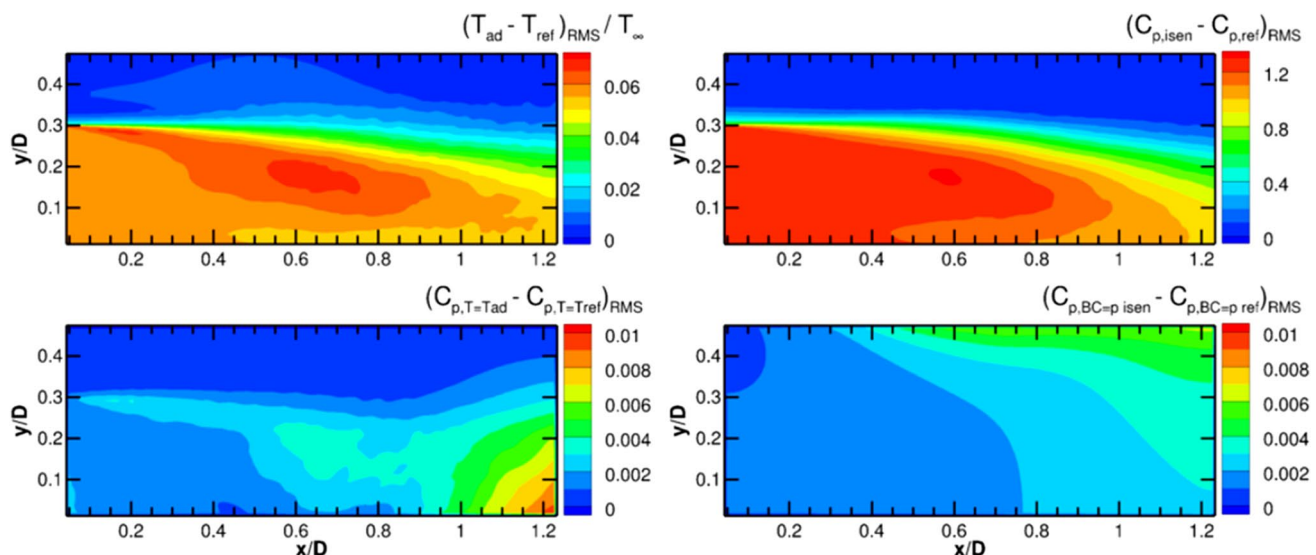 (T_ad - T_ref)_RMS / T_∞
y/D
0.4
0.3
0.2
0.1
0.2 0.4 0.6 0.8 1 1.2
0.06
0.04
0.02
0
(C_p,isen - C_p,ref)_RMS
y/D
0.4
0.3
0.2
0.1
0.2 0.4 0.6 0.8 1 1.2
1.2
0.8
0.4
0
(C_p,T=Tad - C_p,T=Tref)_RMS
y/D
0.4
0.3
0.2
0.1
0.2 0.4 0.6 0.8 1 1.2
x/D
0.01
0.008
0.006
0.004
0.002
0
(C_p,BC=p isen - C_p,BC=p ref)_RMS
y/D
0.4
0.3
0.2
0.1
0.2 0.4 0.6 0.8 1 1.2
x/D
0.01
0.008
0.006
0.004
0.002
0